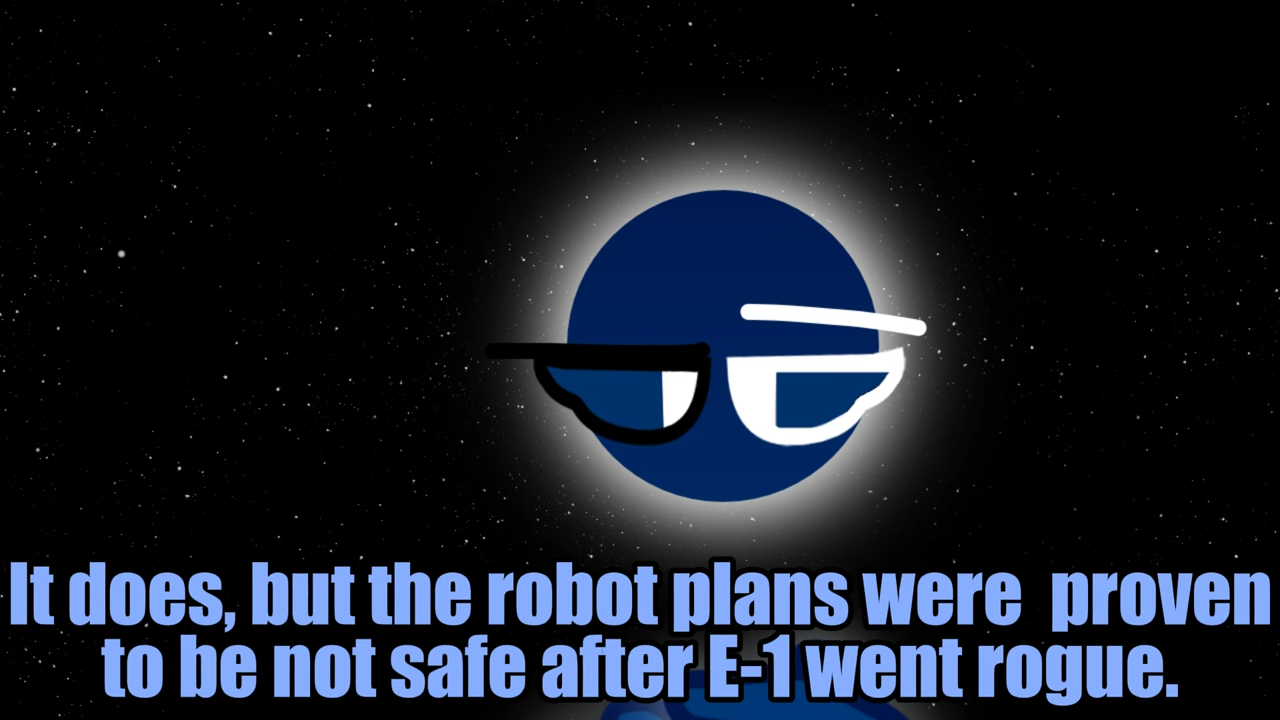 It does, but the robot plans were  proven
to be not safe after E-1 went rogue.